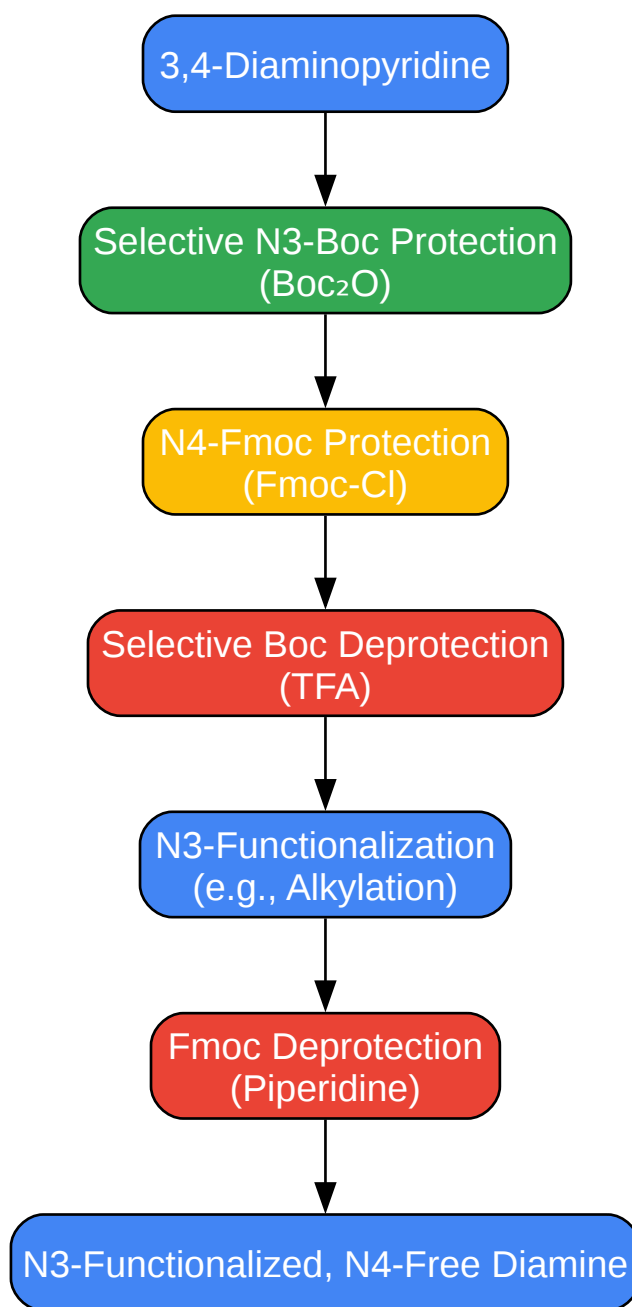 3,4-Diaminopyridine
Selective N3-Boc Protection
(Boc₂O)
N4-Fmoc Protection
(Fmoc-Cl)
Selective Boc Deprotection
(TFA)
N3-Functionalization
(e.g., Alkylation)
Fmoc Deprotection
(Piperidine)
N3-Functionalized, N4-Free Diamine